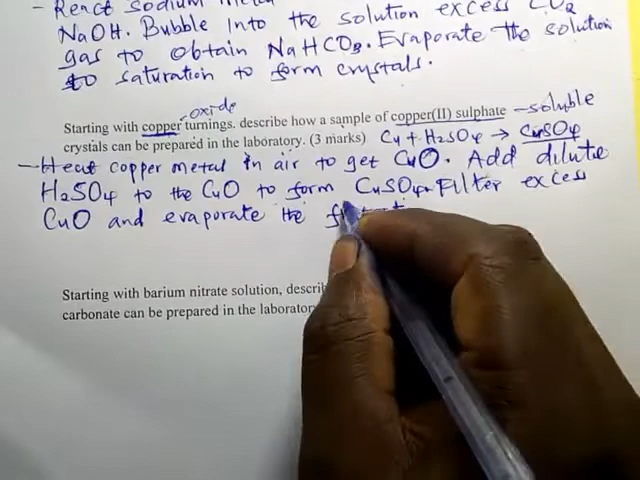 - React sodium metal
NaOH. Bubble into the solution excess CO2
gas to obtain NaHCO3. Evaporate the solution
to saturation to form crystals.
oxide
Starting with copper turnings. describe how a sample of copper(II) sulphate -soluble
crystals can be prepared in the laboratory. (3 marks) Cu + H2SO4 → CuSO4
- Heat copper metal in air to get CuO. Add dilute
H2SO4 to the CuO to form CuSO4. Filter excess
CuO and evaporate the
Starting with barium nitrate solution,
carbonate can be prepared in the